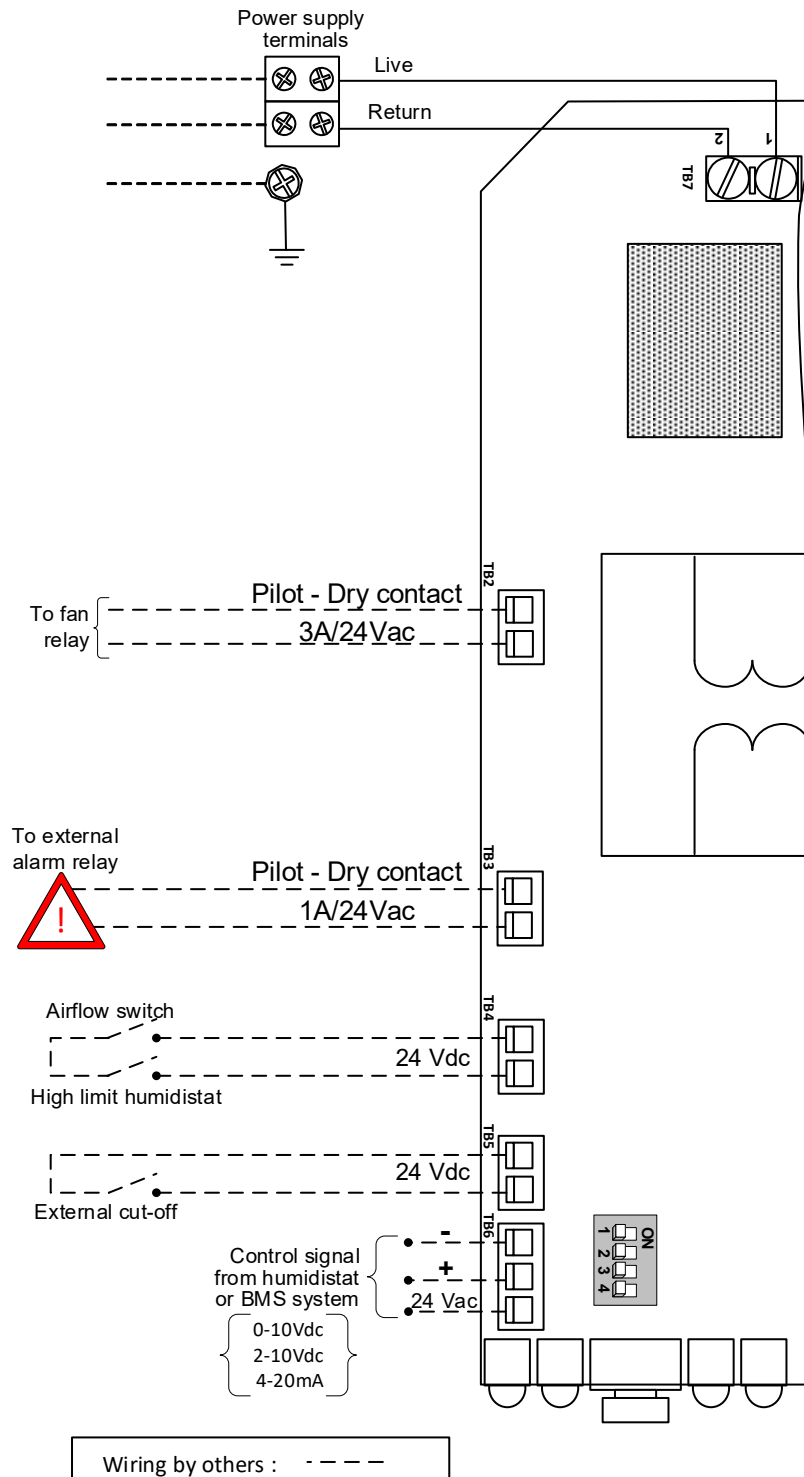 Power supply
terminals
Live
Return
2
1
TB7
TB2
Pilot - Dry contact
To fan
relay
3A/24Vac
To external
alarm relay
TB3
Pilot - Dry contact
!
1A/24Vac
TB4
Airflow switch
24 Vdc
High limit humidistat
TB5
24 Vdc
External cut-off
TB6
-
Control signal
from humidistat
or BMS system
+
24 Vac
0-10Vdc
2-10Vdc
4-20mA
ON
1
2
3
4
Wiring by others :